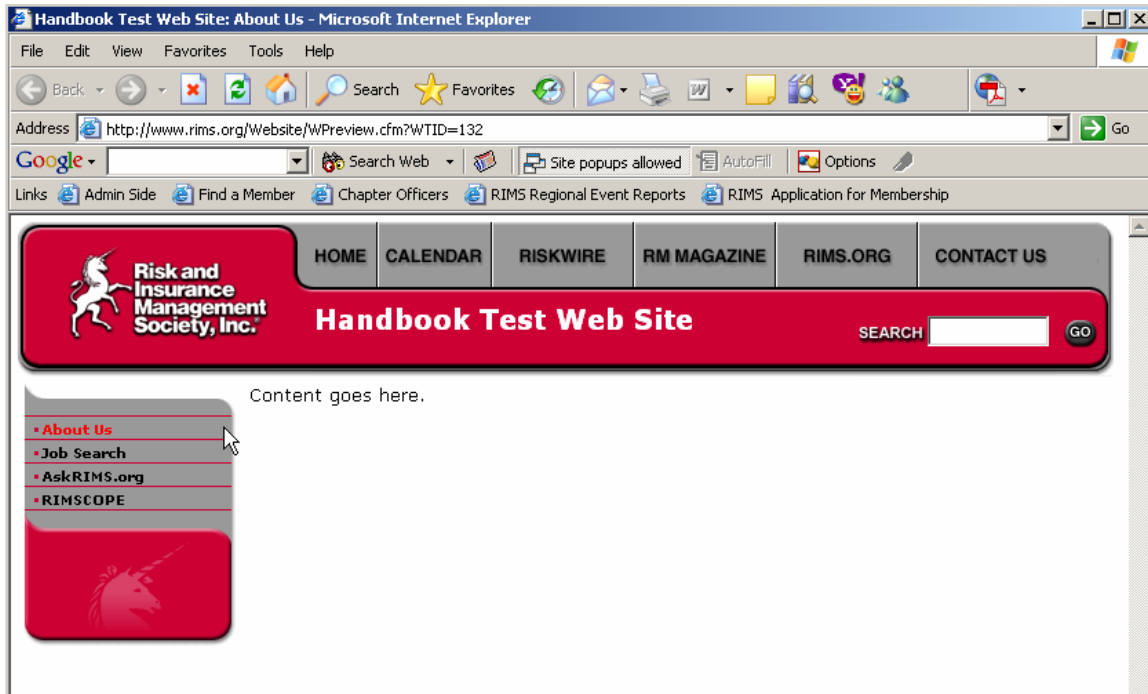 Handbook Test Web Site: About Us - Microsoft Internet Explorer
File Edit View Favorites Tools Help
Back Search Favorites
Address http://www.rims.org/Website/WPreview.cfm?WTID=132 Go
Google Search Web Site popups allowed AutoFill Options
Links Admin Side Find a Member Chapter Officers RIMS Regional Event Reports RIMS Application for Membership
HOME CALENDAR RISKWIRE RM MAGAZINE RIMS.ORG CONTACT US
Risk and
Insurance
Management
Society, Inc.®
Handbook Test Web Site
SEARCH GO
Content goes here.
About Us
Job Search
AskRIMS.org
RIMSCOPE